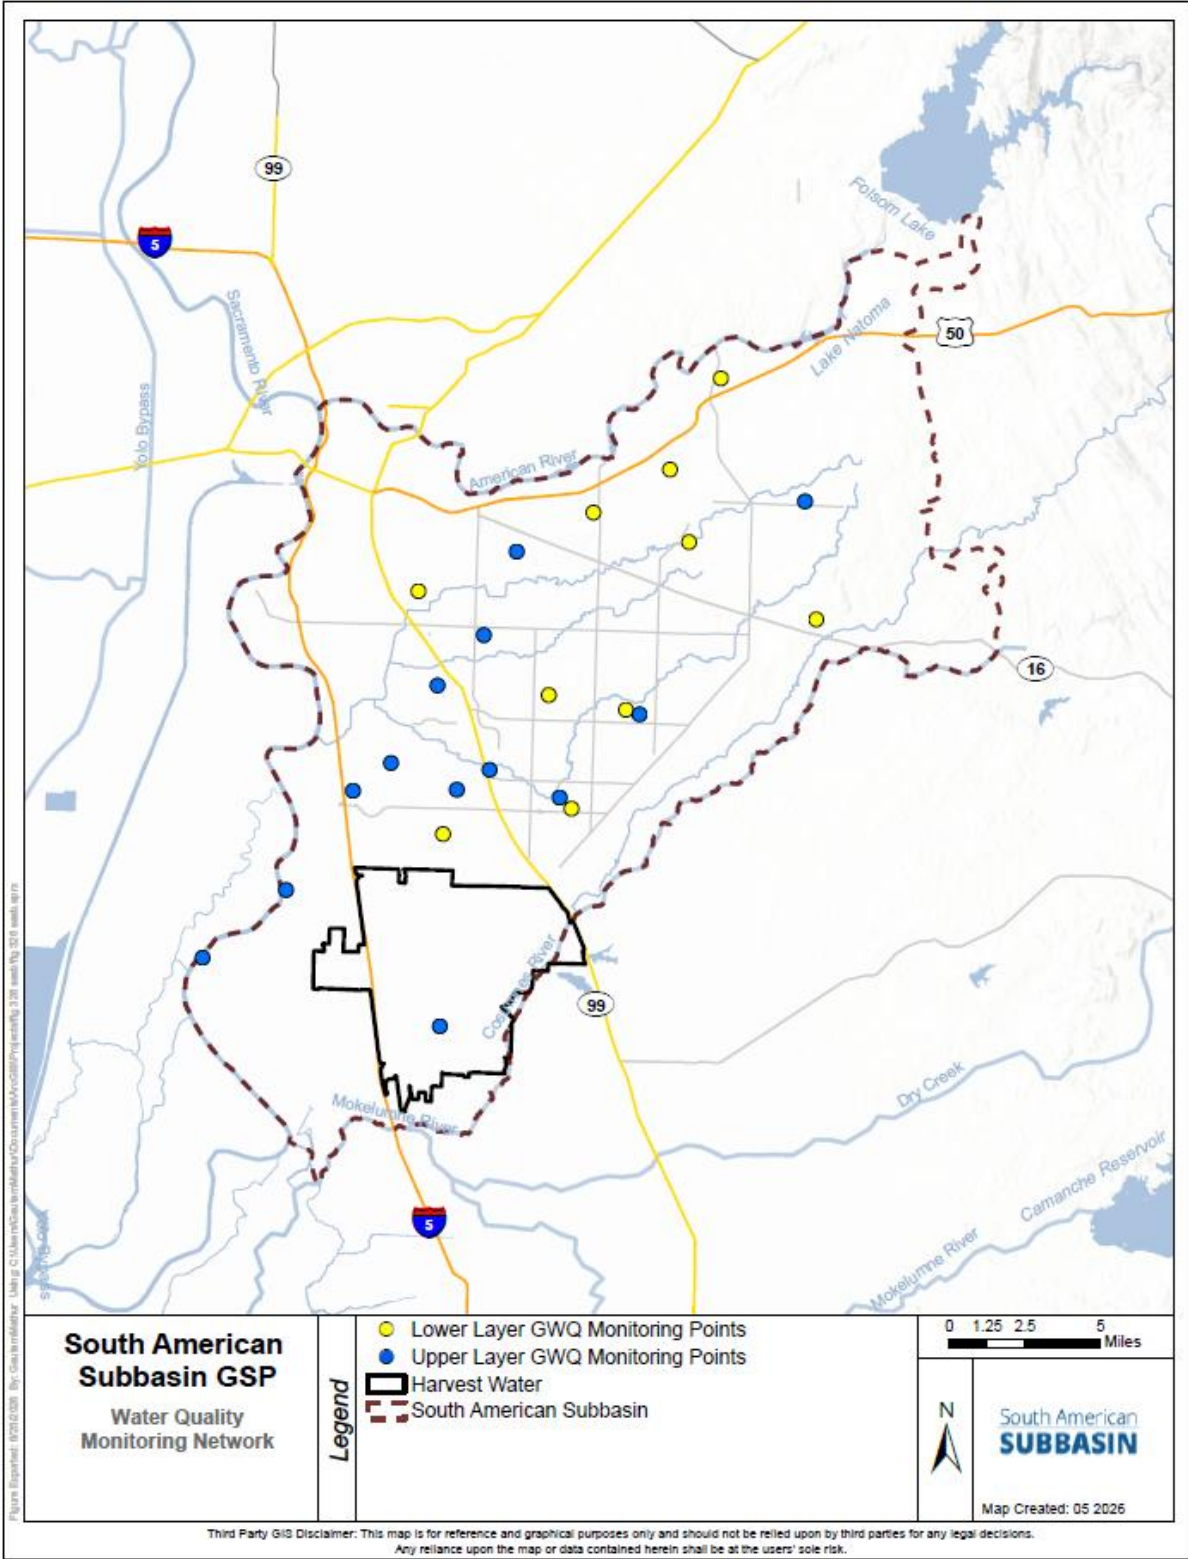 99
5
Folsom Lake
Sacramento River
50
Lake Natoma
Yolo Bypass
American River
16
Cosumnes River
99
Mokelumne River
Dry Creek
Camanche Reservoir
5
Mokelumne River
Yolo Bypass
South American
Subbasin GSP
Water Quality
Monitoring Network
Legend
Lower Layer GWQ Monitoring Points
Upper Layer GWQ Monitoring Points
Harvest Water
South American Subbasin
0 1.25 2.5 5
Miles
N
South American
SUBBASIN
Map Created: 05 2026
Third Party GIS Disclaimer: This map is for reference and graphical purposes only and should not be relied upon by third parties for any legal decisions.
Any reliance upon the map or data contained herein shall be at the users' sole risk.